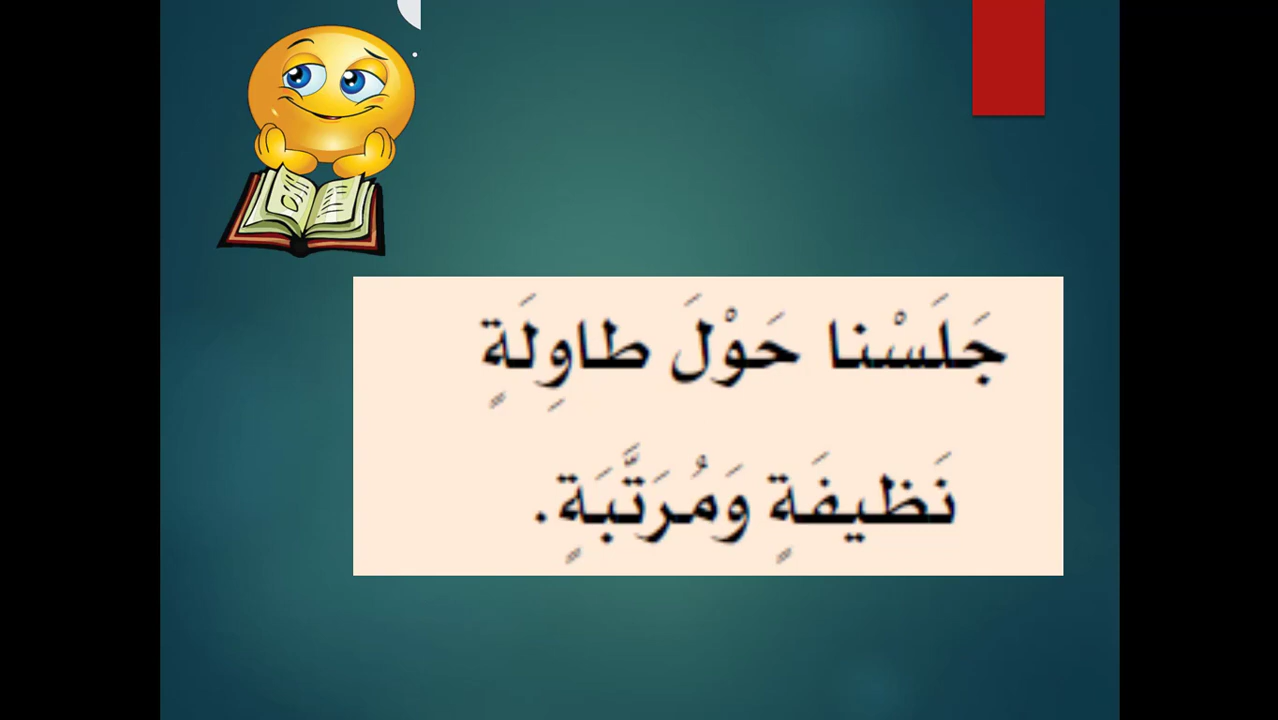 جَلَسْنا حَوْلَ طاوِلَةٍ
نَظيفَةٍ وَمُرَتَّبَةٍ.